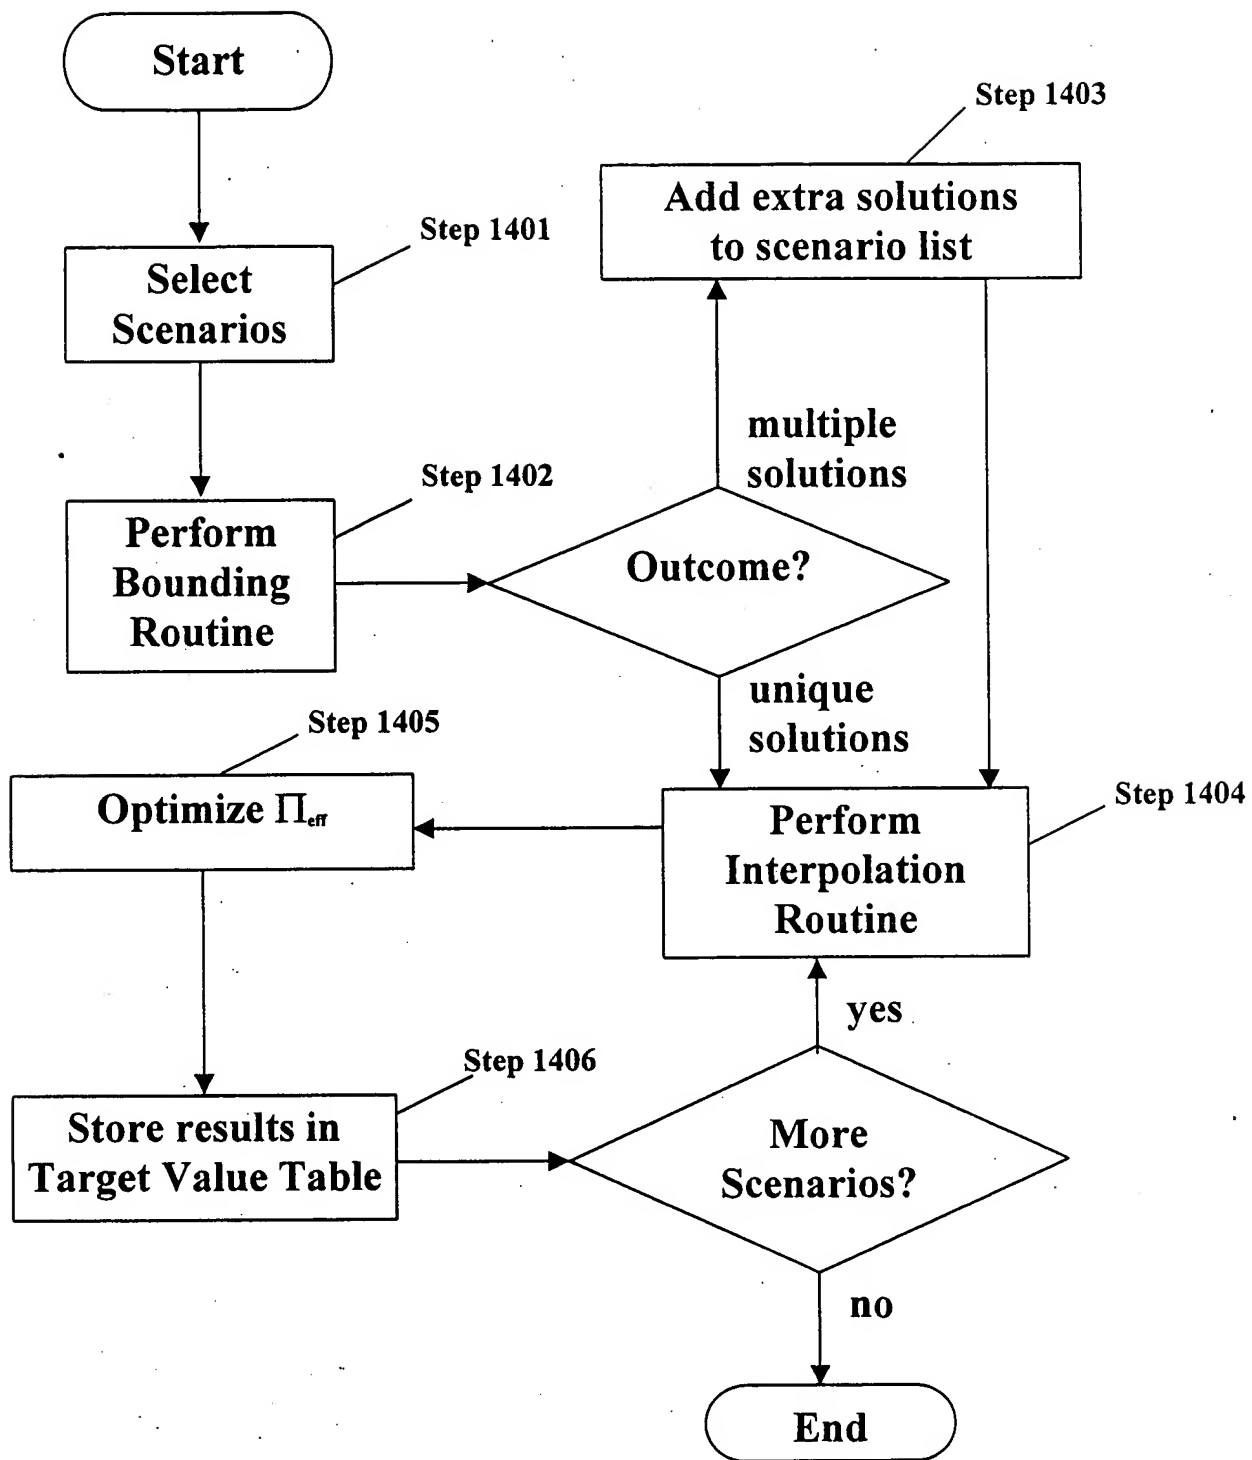 Start
Step 1401
Select
Scenarios
Step 1402
Perform
Bounding
Routine
Outcome?
multiple
solutions
Step 1403
Add extra solutions
to scenario list
unique
solutions
Step 1404
Perform
Interpolation
Routine
Step 1405
Optimize Π_eff
Step 1406
Store results in
Target Value Table
More
Scenarios?
yes
no
End